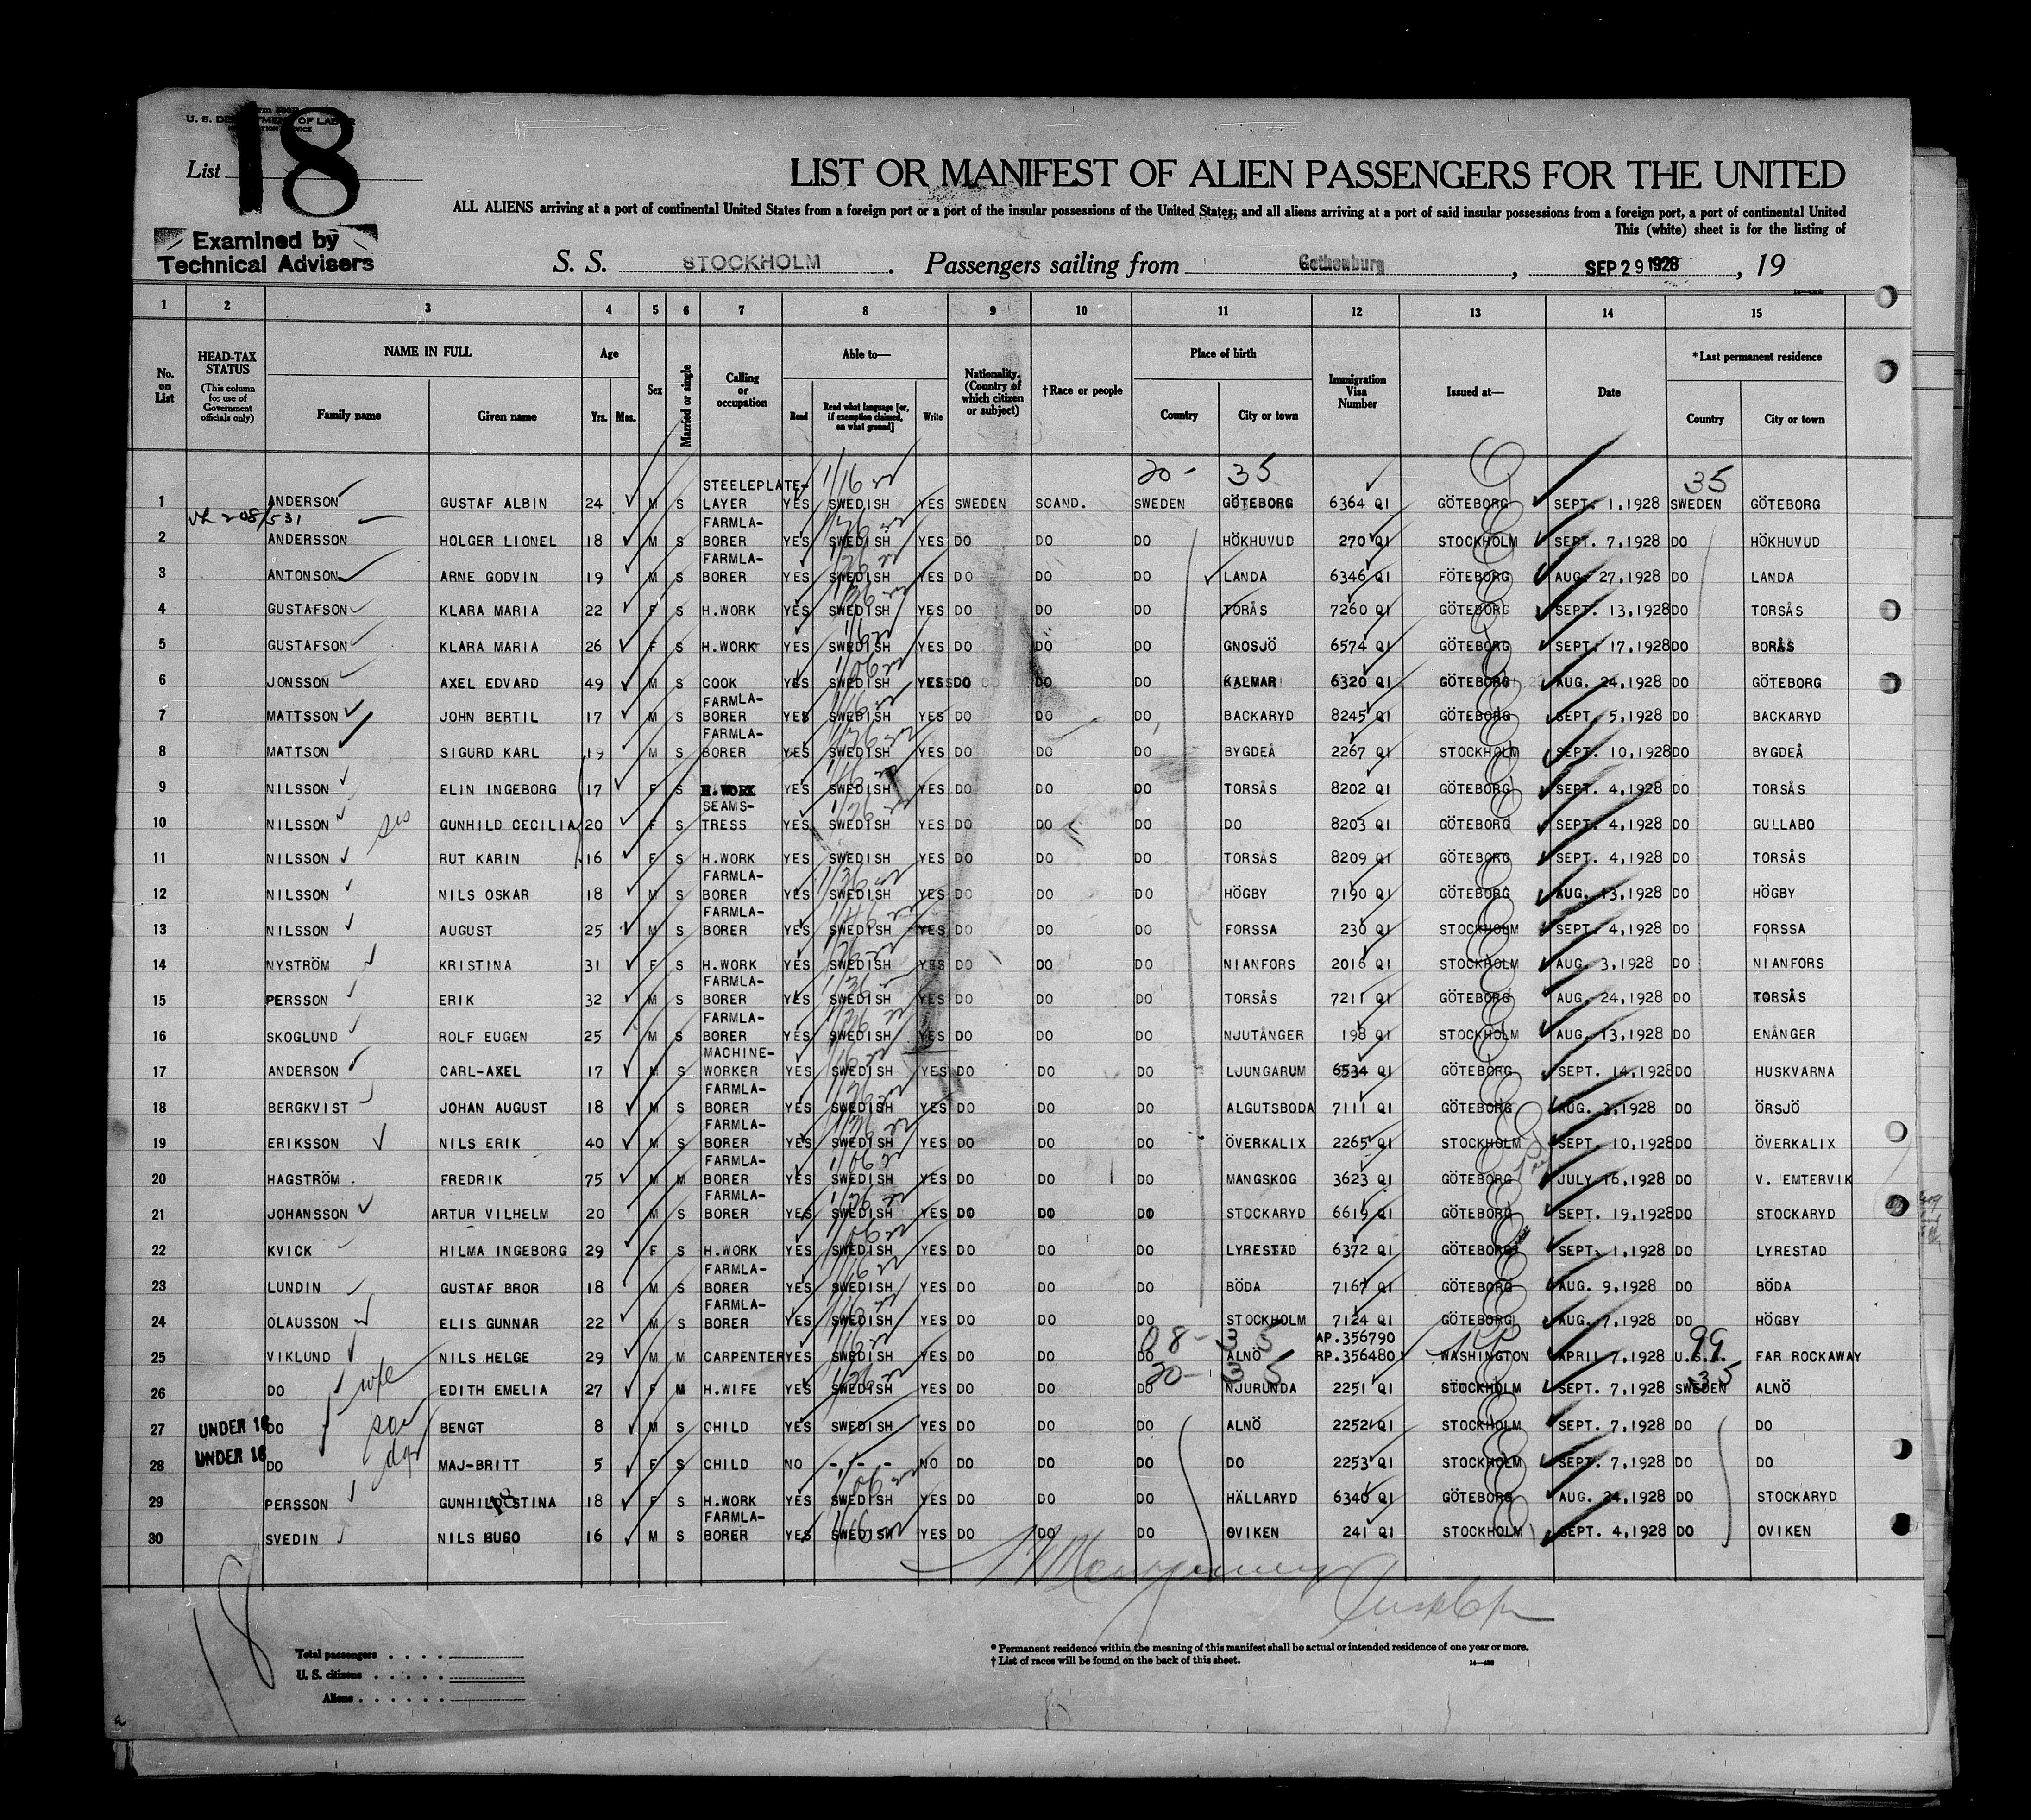 U. S. DEPARTMENT OF LABOR
List 18
LIST OR MANIFEST OF ALIEN PASSENGERS FOR THE UNITED
ALL ALIENS arriving at a port of continental United States from a foreign port or a port of the insular possessions of the United States, and all aliens arriving at a port of said insular possessions from a foreign port, a port of continental United
This (white) sheet is for the listing of
Examined by
Technical Advisers
S. S. STOCKHOLM. Passengers sailing from Gothenburg, SEP 29 1928, 19
1 2 3 4 5 6 7 8 9 10 11 12 13 14 15
No. on List
HEAD-TAX STATUS (This column for use of Government officials only)
NAME IN FULL
Family name Given name
Age
Yrs. Mos.
Sex
Married or single
Calling or occupation
Able to—
Read Read what language [or, if exemption claimed, on what ground] Write
Nationality. (Country of which citizen or subject)
†Race or people
Place of birth
Country City or town
Immigration Visa Number
Issued at—
Date
*Last permanent residence
Country City or town
20- 35 35
1 ANDERSON GUSTAF ALBIN 24 M S STEELEPLATE-LAYER YES SWEDISH YES SWEDEN SCAND. SWEDEN GÖTEBORG 6364 QI GÖTEBORG SEPT. 1,1928 SWEDEN GÖTEBORG
208/531
2 ANDERSSON HOLGER LIONEL 18 M S FARMLA-BORER YES SWEDISH YES DO DO DO HÖKHUVUD 270 QI STOCKHOLM SEPT. 7,1928 DO HÖKHUVUD
3 ANTONSON ARNE GODVIN 19 M S FARMLA-BORER YES SWEDISH YES DO DO DO LANDA 6346 QI FÖTEBORG AUG. 27,1928 DO LANDA
4 GUSTAFSON KLARA MARIA 22 F S H.WORK YES SWEDISH YES DO DO DO TORÅS 7260 QI GÖTEBORG SEPT. 13,1928 DO TORSÅS
5 GUSTAFSON KLARA MARIA 26 F S H.WORK YES SWEDISH YES DO DO DO GNOSJÖ 6574 QI GÖTEBORG SEPT. 17,1928 DO BORÅS
6 JONSSON AXEL EDVARD 49 M S COOK YES SWEDISH YES DO DO DO KALMAR 6320 QI GÖTEBORG AUG. 24,1928 DO GÖTEBORG
7 MATTSSON JOHN BERTIL 17 M S FARMLA-BORER YES SWEDISH YES DO DO DO BACKARYD 8245 QI GÖTEBORG SEPT. 5,1928 DO BACKARYD
8 MATTSON SIGURD KARL 19 M S FARMLA-BORER YES SWEDISH YES DO DO DO BYGDEÅ 2267 QI STOCKHOLM SEPT. 10,1928 DO BYGDEÅ
9 NILSSON ELIN INGEBORG 17 F S H.WORK YES SWEDISH YES DO DO DO TORSÅS 8202 QI GÖTEBORG SEPT. 4,1928 DO TORSÅS
10 NILSSON sis GUNHILD CECILIA 20 F S SEAMS-TRESS YES SWEDISH YES DO DO DO DO 8203 QI GÖTEBORG SEPT. 4,1928 DO GULLABO
11 NILSSON RUT KARIN 16 F S H.WORK YES SWEDISH YES DO DO DO TORSÅS 8209 QI GÖTEBORG SEPT. 4,1928 DO TORSÅS
12 NILSSON NILS OSKAR 18 M S FARMLA-BORER YES SWEDISH YES DO DO DO HÖGBY 7190 QI GÖTEBORG AUG. 13,1928 DO HÖGBY
13 NILSSON AUGUST 25 M S FARMLA-BORER YES SWEDISH YES DO DO DO FORSSA 230 QI STOCKHOLM SEPT. 4,1928 DO FORSSA
14 NYSTRÖM KRISTINA 31 F S H.WORK YES SWEDISH YES DO DO DO NIANFORS 2016 QI STOCKHOLM AUG. 3,1928 DO NIANFORS
15 PERSSON ERIK 32 M S FARMLA-BORER YES SWEDISH YES DO DO DO TORSÅS 7211 QI GÖTEBORG AUG. 24,1928 DO TORSÅS
16 SKOGLUND ROLF EUGEN 25 M S FARMLA-BORER YES SWEDISH YES DO DO DO NJUTÅNGER 198 QI STOCKHOLM AUG. 13,1928 DO ENÅNGER
17 ANDERSON CARL-AXEL 17 M S MACHINE-WORKER YES SWEDISH YES DO DO DO LJUNGARUM 6534 QI GÖTEBORG SEPT. 14,1928 DO HUSKVARNA
18 BERGKVIST JOHAN AUGUST 18 M S FARMLA-BORER YES SWEDISH YES DO DO DO ALGUTSBODA 7111 QI GÖTEBORG AUG. 3,1928 DO ÖRSJÖ
19 ERIKSSON NILS ERIK 40 M S FARMLA-BORER YES SWEDISH YES DO DO DO ÖVERKALIX 2265 QI STOCKHOLM SEPT. 10,1928 DO ÖVERKALIX
20 HAGSTRÖM FREDRIK 75 M M FARMLA-BORER YES SWEDISH YES DO DO DO MANGSKOG 3623 QI GÖTEBORG JULY 16,1928 DO V. EMTERVIK
21 JOHANSSON ARTUR VILHELM 20 M S FARMLA-BORER YES SWEDISH YES DO DO DO STOCKARYD 6619 QI GÖTEBORG SEPT. 19,1928 DO STOCKARYD
22 KVICK HILMA INGEBORG 29 F S H.WORK YES SWEDISH YES DO DO DO LYRESTAD 6372 QI GÖTEBORG SEPT. 1,1928 DO LYRESTAD
23 LUNDIN GUSTAF BROR 18 M S FARMLA-BORER YES SWEDISH YES DO DO DO BÖDA 7167 QI GÖTEBORG AUG. 9,1928 DO BÖDA
24 OLAUSSON ELIS GUNNAR 22 M S FARMLA-BORER YES SWEDISH YES DO DO DO STOCKHOLM 7124 QI GÖTEBORG AUG. 7,1928 DO HÖGBY
08-35 AP.356790 99
25 VIKLUND NILS HELGE 29 M M CARPENTER YES SWEDISH YES DO DO DO ALNÖ RP.356480 WASHINGTON APRIL 7,1928 U.S.A. FAR ROCKAWAY
20-35 35
26 DO wife EDITH EMELIA 27 F M H.WIFE YES SWEDISH YES DO DO DO NJURUNDA 2251 QI STOCKHOLM SEPT. 7,1928 SWEDEN ALNÖ
27 UNDER 16 DO son BENGT 8 M S CHILD YES SWEDISH YES DO DO DO ALNÖ 2252 QI STOCKHOLM SEPT. 7,1928 DO DO
28 UNDER 16 DO dgr MAJ-BRITT 5 F S CHILD NO - - - NO DO DO DO DO 2253 QI STOCKHOLM SEPT. 7,1928 DO DO
29 PERSSON GUNHILD STINA 18 F S H.WORK YES SWEDISH YES DO DO DO HÄLLARYD 6340 QI GÖTEBORG AUG. 24,1928 DO STOCKARYD
30 SVEDIN NILS HUGO 16 M S FARMLA-BORER YES SWEDISH YES DO DO DO OVIKEN 241 QI STOCKHOLM SEPT. 4,1928 DO OVIKEN
18
Total passengers
U. S. citizens
Aliens
* Permanent residence within the meaning of this manifest shall be actual or intended residence of one year or more.
† List of races will be found on the back of this sheet.